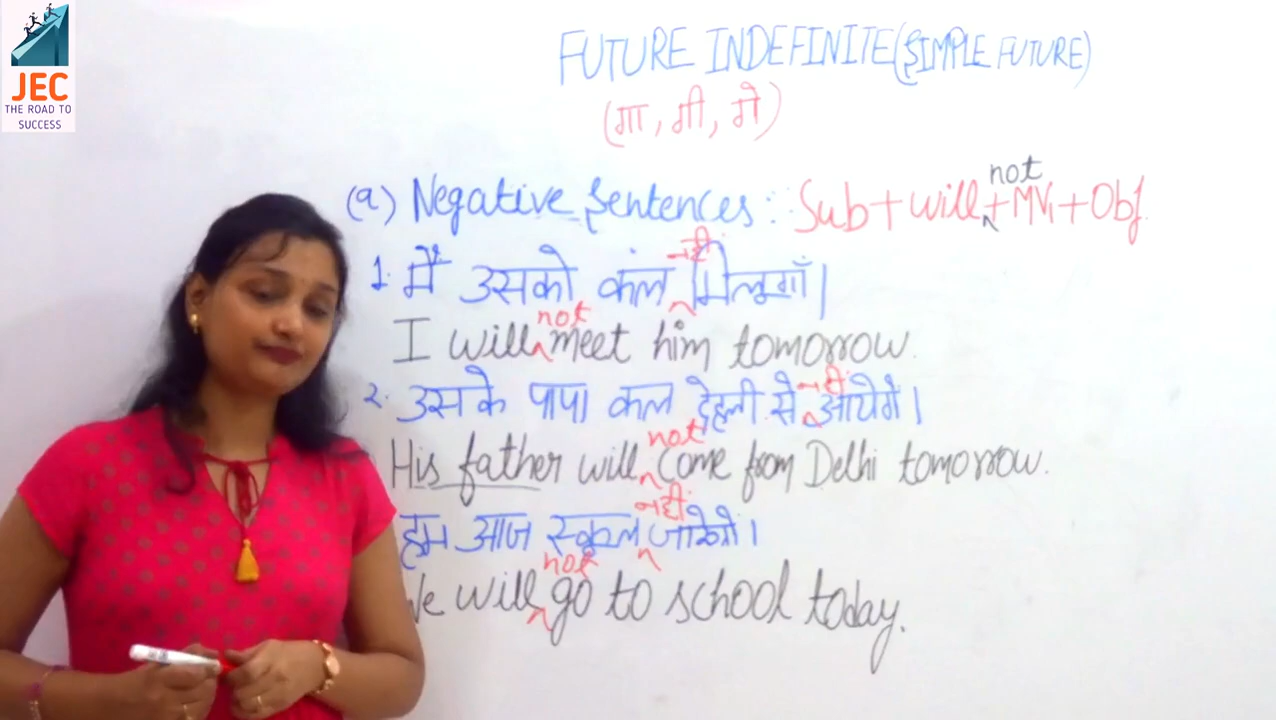 JEC
THE ROAD TO
SUCCESS
FUTURE INDEFINITE (SIMPLE FUTURE)
(गा, गी, गे)
(a) Negative Sentences :: Sub + will not + MV₁ + Obj.
1. मैं उसको कल नहीं मिलूगाँ।
I will not meet him tomorrow.
2. उसके पापा कल देहली से नहीं आयेगे।
His father will not come from Delhi tomorrow.
हम आज स्कूल नहीं जायेगे।
We will not go to school today.